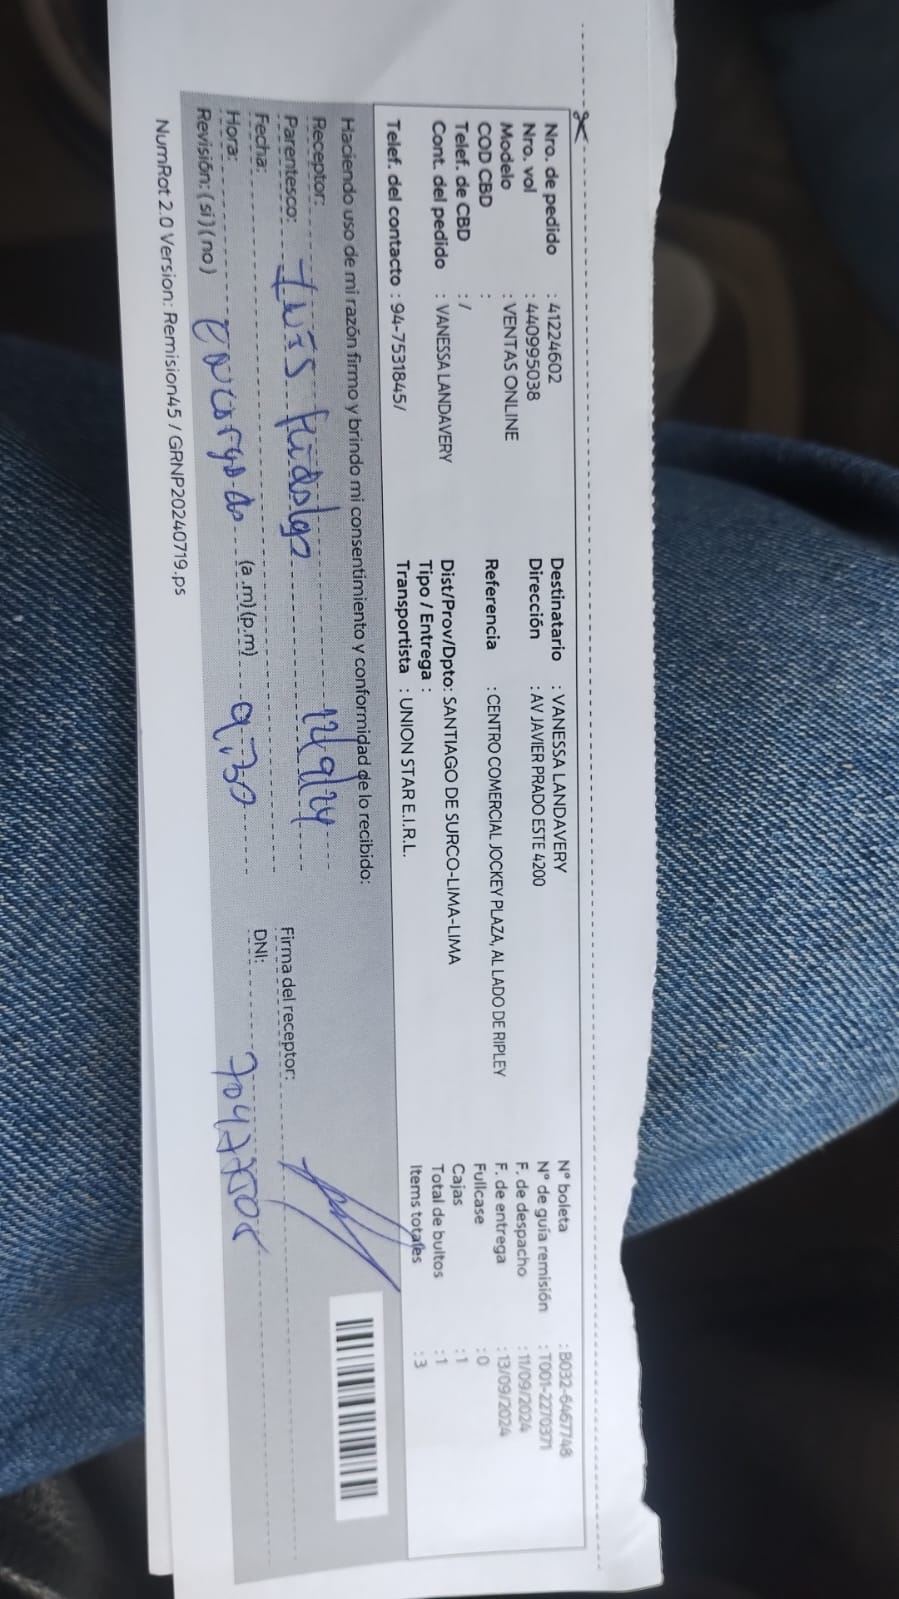 Nro. de pedido : 41224602
Nro. vol : 440995038
Modelo : VENTAS ONLINE
COD CBD :
Telef. de CBD : /
Cont. del pedido : VANESSA LANDAVERY
Telef. del contacto : 94-7531845/
Destinatario : VANESSA LANDAVERY
Dirección : AV JAVIER PRADO ESTE 4200
Referencia : CENTRO COMERCIAL JOCKEY PLAZA, AL LADO DE RIPLEY
Dist/Prov/Dpto: SANTIAGO DE SURCO-LIMA-LIMA
Tipo / Entrega :
Transportista : UNION STAR E.I.R.L.
N° boleta : B032-6467748
N° de guía remisión : T001-2270371
F. de despacho : 11/09/2024
F. de entrega : 13/09/2024
Fullcase : 0
Cajas : 1
Total de bultos : 1
Items totales : 3
Haciendo uso de mi razón firmo y brindo mi consentimiento y conformidad de lo recibido:
Receptor:
Parentesco: Inés Hidalgo 12/9/24
Fecha:
Hora: (a.m)(p.m) 9:30
Revisión: (si) (no) encargado
Firma del receptor:
DNI:
NumRot 2.0 Version: Remision45 / GRNP20240719.ps